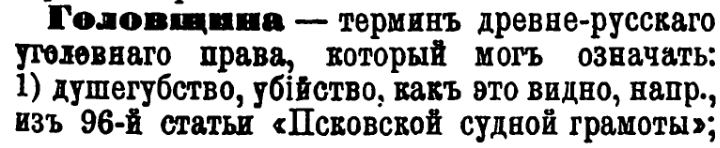 Головщина — терминъ древне-русскаго
уголовнаго права, который могъ означать:
1) душегубство, убійство, какъ это видно, напр.,
изъ 96-й статьи «Псковской судной грамоты»;